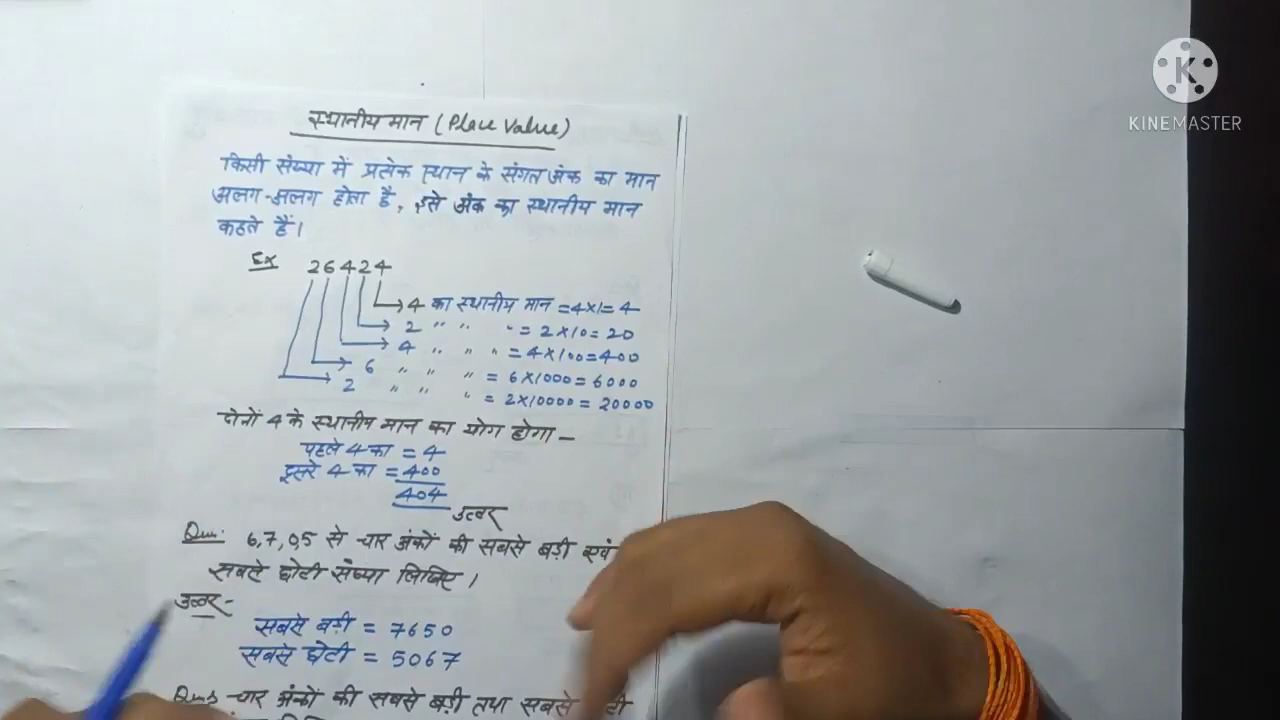 स्थानीय मान (Place Value)
किसी संख्या में प्रत्येक स्थान के संगत अंक का मान
अलग-अलग होता है, इसे अंक का स्थानीय मान
कहते हैं।
Ex 26424
4 का स्थानीय मान = 4×1= 4
2 " " " = 2×10= 20
4 " " " = 4×100=400
6 " " " = 6×1000= 6000
2 " " " = 2×10000= 20000
दोनों 4 के स्थानीय मान का योग होगा -
पहले 4 का = 4
दूसरे 4 का = 400
404
उत्तर
Que: 6,7,0,5 से चार अंकों की सबसे बड़ी एवं
सबसे छोटी संख्या लिखिए।
उत्तर-
सबसे बड़ी = 7650
सबसे छोटी = 5067
चार अंकों की सबसे बड़ी तथा सबसे
KINEMASTER